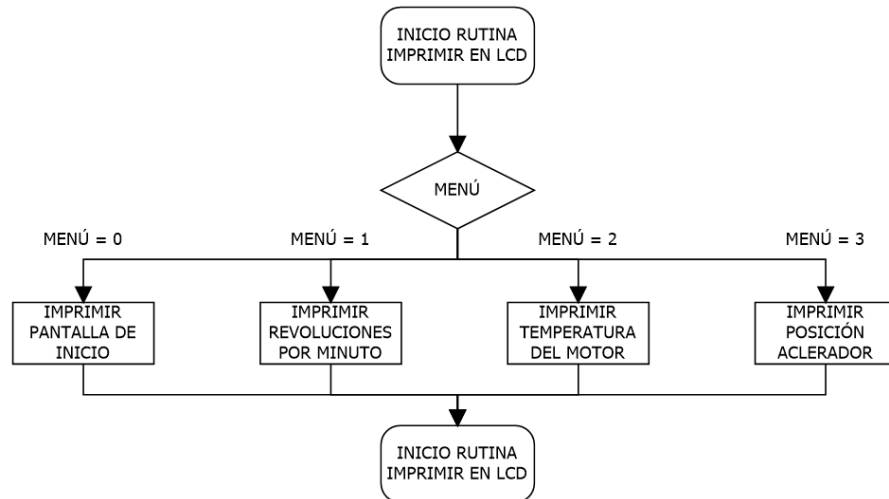 INICIO RUTINA
IMPRIMIR EN LCD
MENÚ
MENÚ = 0
MENÚ = 1
MENÚ = 2
MENÚ = 3
IMPRIMIR
PANTALLA DE
INICIO
IMPRIMIR
REVOLUCIONES
POR MINUTO
IMPRIMIR
TEMPERATURA
DEL MOTOR
IMPRIMIR
POSICIÓN
ACLERADOR
INICIO RUTINA
IMPRIMIR EN LCD